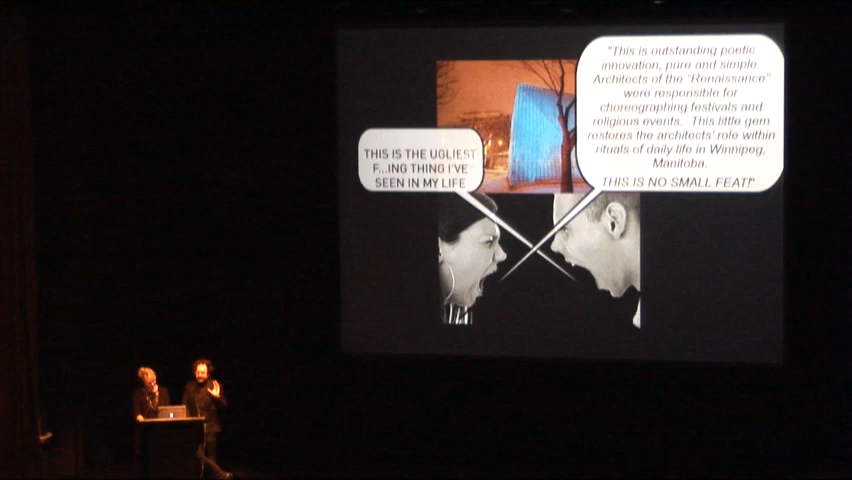 THIS IS THE UGLIEST
F...ING THING I'VE
SEEN IN MY LIFE
"This is outstanding poetic
innovation, pure and simple.
Architects of the "Renaissance"
were responsible for
choreographing festivals and
religious events. This little gem
restores the architects' role within
rituals of daily life in Winnipeg,
Manitoba.
THIS IS NO SMALL FEAT!"